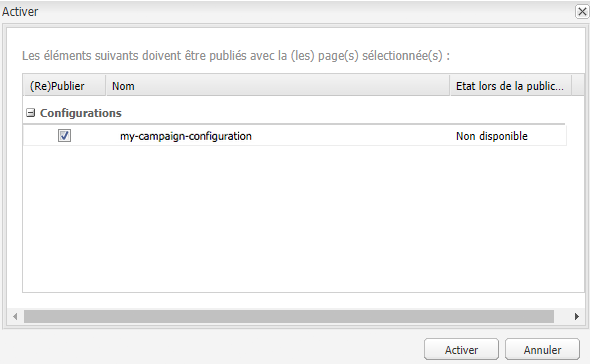 Activer
Les éléments suivants doivent être publiés avec la (les) page(s) sélectionnée(s) :
(Re)Publier Nom Etat lors de la public...
Configurations
my-campaign-configuration Non disponible
Activer Annuler